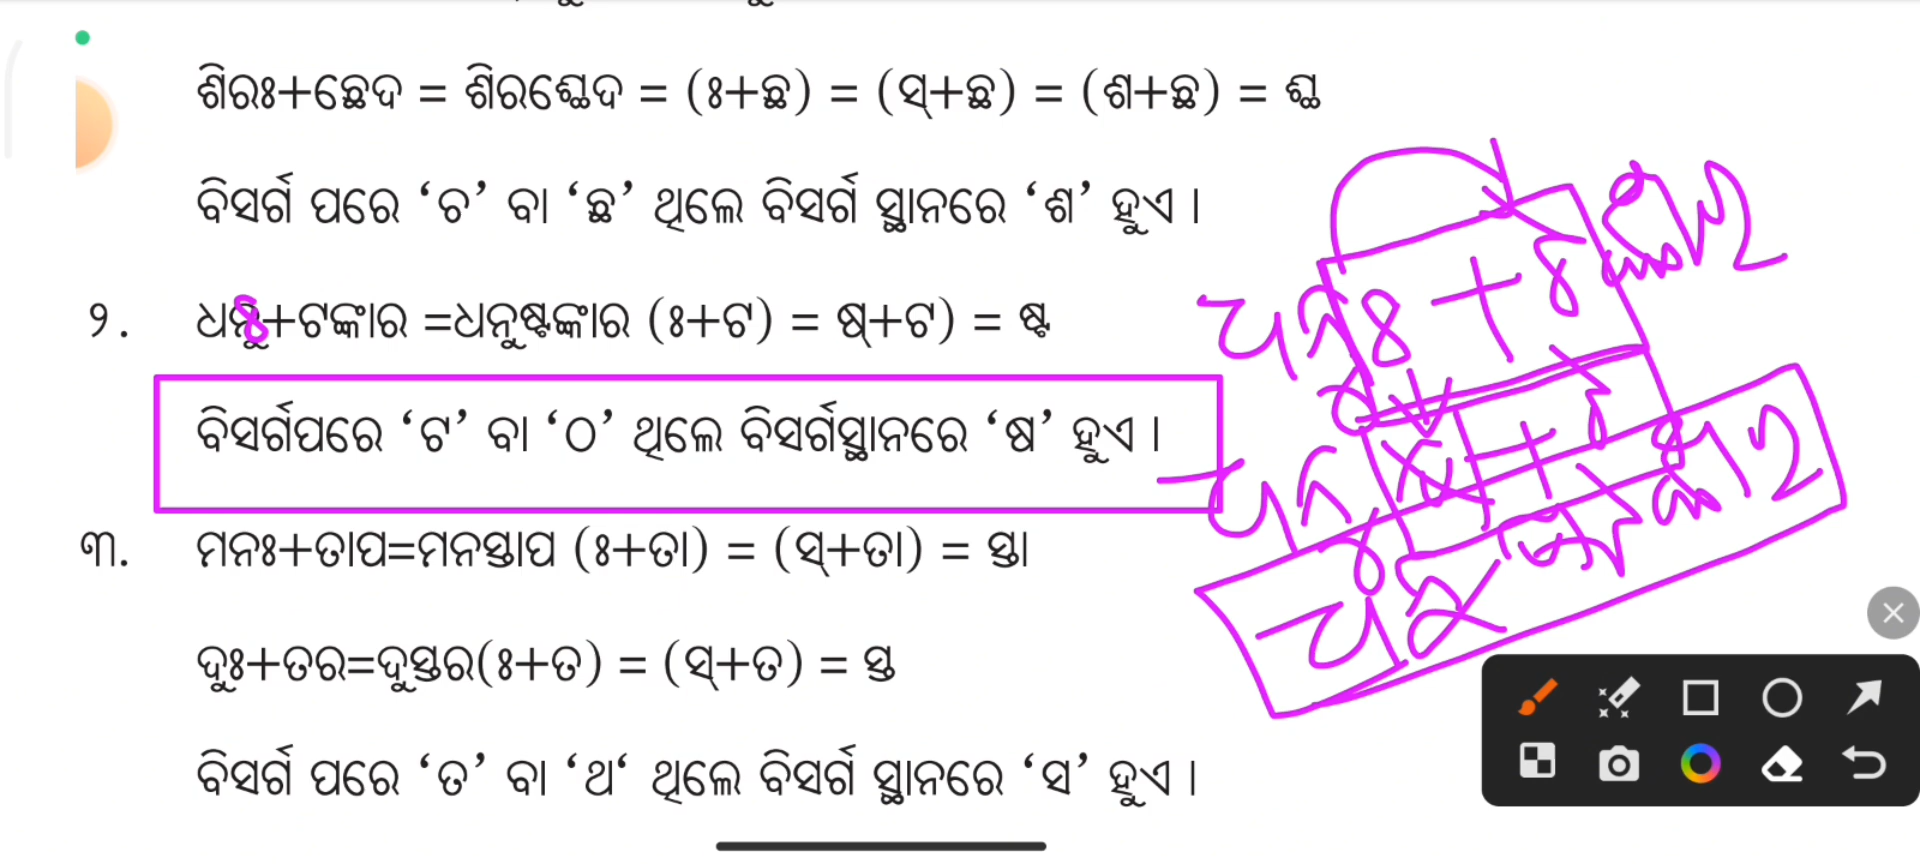 ଶିରଃ+ଛେଦ = ଶିରଶ୍ଛେଦ = (ଃ+ଛ) = (ସ୍+ଛ) = (ଶ+ଛ) = ଶ୍ଛ
ବିସର୍ଗ ପରେ ‘ଚ’ ବା ‘ଛ’ ଥିଲେ ବିସର୍ଗ ସ୍ଥାନରେ ‘ଶ’ ହୁଏ ।
୨. ଧନୁଃ+ଟଙ୍କାର =ଧନୁଷ୍ଟଙ୍କାର (ଃ+ଟ) = ଷ୍+ଟ) = ଷ୍ଟ
ବିସର୍ଗପରେ ‘ଟ’ ବା ‘ଠ’ ଥିଲେ ବିସର୍ଗସ୍ଥାନରେ ‘ଷ’ ହୁଏ ।
୩. ମନଃ+ତାପ=ମନସ୍ତାପ (ଃ+ତା) = (ସ୍+ତା) = ସ୍ତା
ଦୁଃ+ତର=ଦୁସ୍ତର(ଃ+ତ) = (ସ୍+ତ) = ସ୍ତ
ବିସର୍ଗ ପରେ ‘ତ’ ବା ‘ଥ‘ ଥିଲେ ବିସର୍ଗ ସ୍ଥାନରେ ‘ସ’ ହୁଏ ।